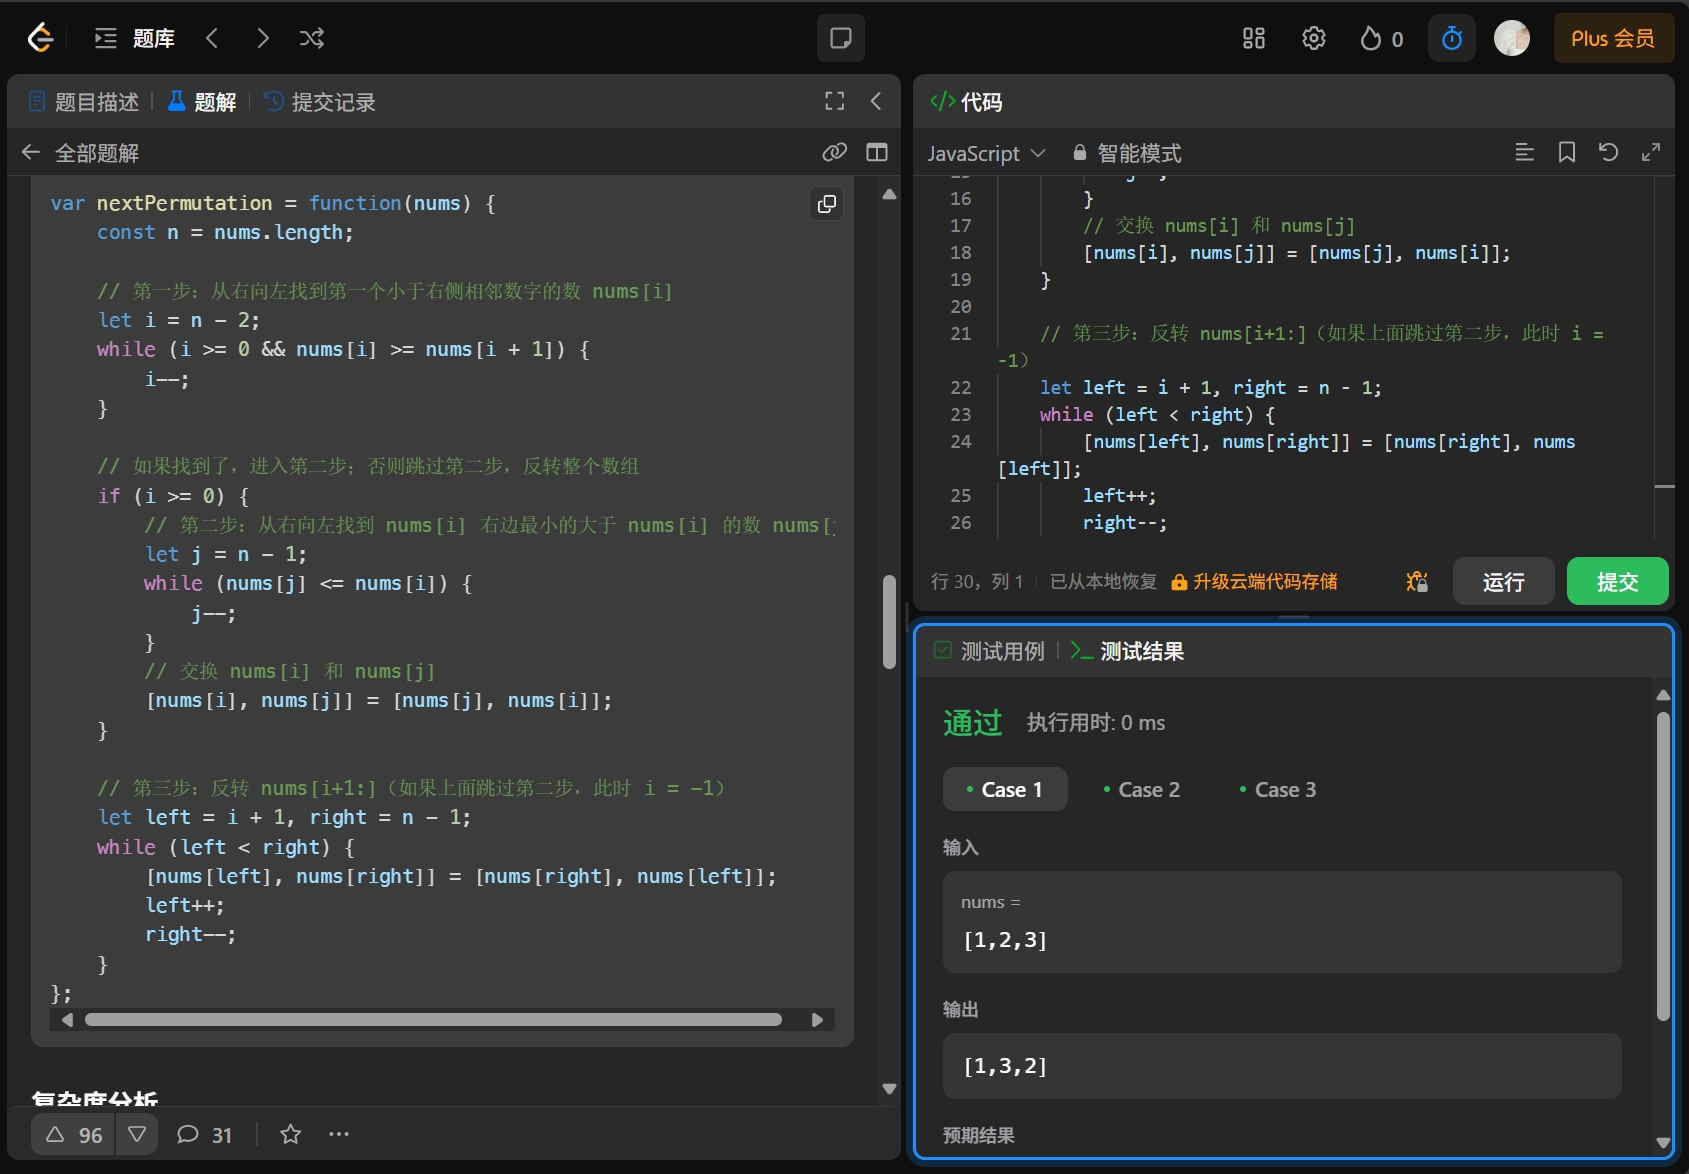 题库
0
Plus 会员
题目描述
题解
提交记录
全部题解
var nextPermutation = function(nums) {
const n = nums.length;
// 第一步：从右向左找到第一个小于右侧相邻数字的数 nums[i]
let i = n - 2;
while (i >= 0 && nums[i] >= nums[i + 1]) {
i--;
}
// 如果找到了，进入第二步；否则跳过第二步，反转整个数组
if (i >= 0) {
// 第二步：从右向左找到 nums[i] 右边最小的大于 nums[i] 的数 nums[
let j = n - 1;
while (nums[j] <= nums[i]) {
j--;
}
// 交换 nums[i] 和 nums[j]
[nums[i], nums[j]] = [nums[j], nums[i]];
}
// 第三步：反转 nums[i+1:]（如果上面跳过第二步，此时 i = -1）
let left = i + 1, right = n - 1;
while (left < right) {
[nums[left], nums[right]] = [nums[right], nums[left]];
left++;
right--;
}
};
复杂度分析
96
31
代码
JavaScript
智能模式
16 }
17 // 交换 nums[i] 和 nums[j]
18 [nums[i], nums[j]] = [nums[j], nums[i]];
19 }
20
21 // 第三步：反转 nums[i+1:]（如果上面跳过第二步，此时 i =
-1）
22 let left = i + 1, right = n - 1;
23 while (left < right) {
24 [nums[left], nums[right]] = [nums[right], nums
[left]];
25 left++;
26 right--;
行 30，列 1
已从本地恢复
升级云端代码存储
运行
提交
测试用例
测试结果
通过
执行用时: 0 ms
Case 1
Case 2
Case 3
输入
nums =
[1,2,3]
输出
[1,3,2]
预期结果